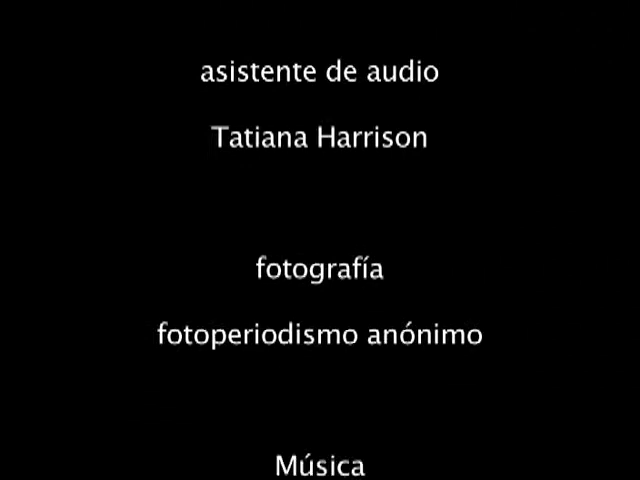 asistente de audio
Tatiana Harrison
fotografía
fotoperiodismo anónimo
Música